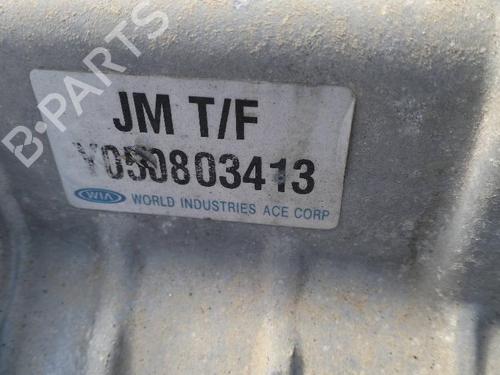 B-PARTS
JM T/F
Y050803413
WIA WORLD INDUSTRIES ACE CORP